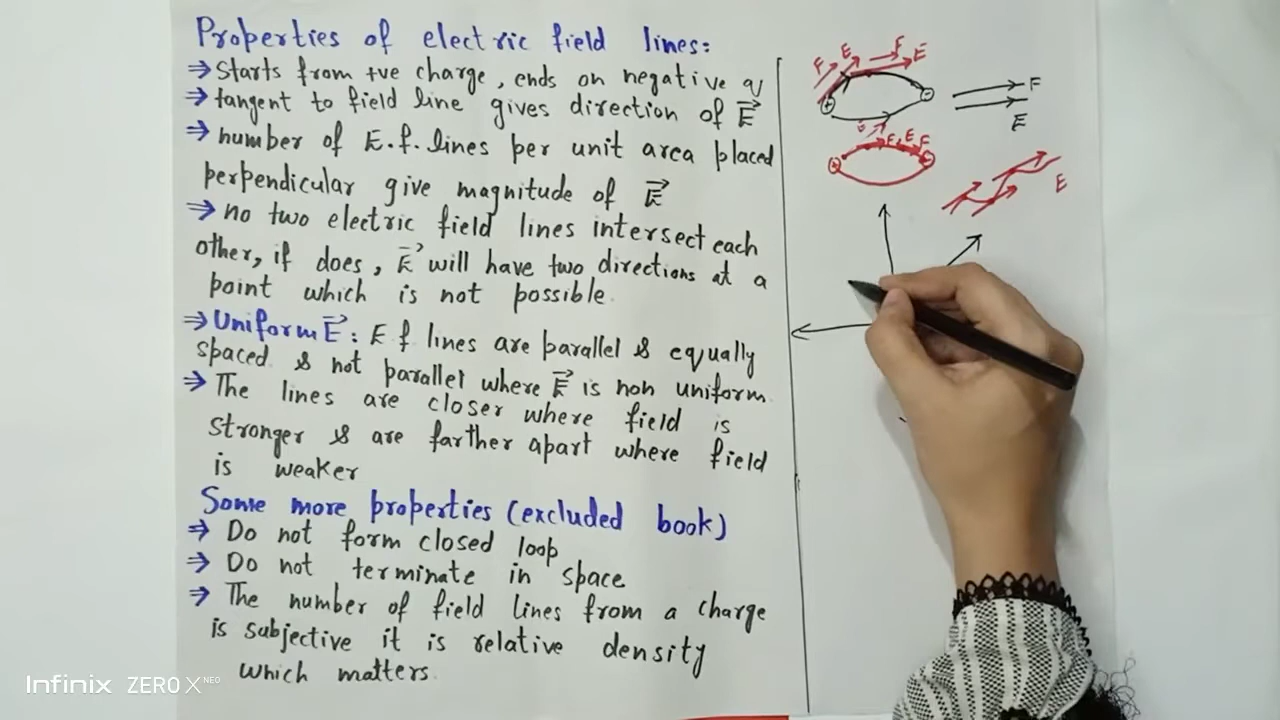 Properties of electric field lines:
⇒ Starts from +ve charge, ends on negative q
⇒ tangent to field line gives direction of E⃗
⇒ number of E.f. lines per unit area placed
perpendicular give magnitude of E⃗
⇒ no two electric field lines intersect each
other, if does, E⃗ will have two directions at a
point which is not possible.
⇒ Uniform E⃗: E f lines are parallel & equally
spaced & not parallel where E⃗ is non uniform.
⇒ The lines are closer where field is
stronger & are farther apart where field
is weaker
Some more properties (excluded book)
⇒ Do not form closed loop
⇒ Do not terminate in space
⇒ The number of field lines from a charge
is subjective it is relative density
which matters.
F E F E
+ -
F
E
E E F
+ -
E
Infinix ZERO X NEO